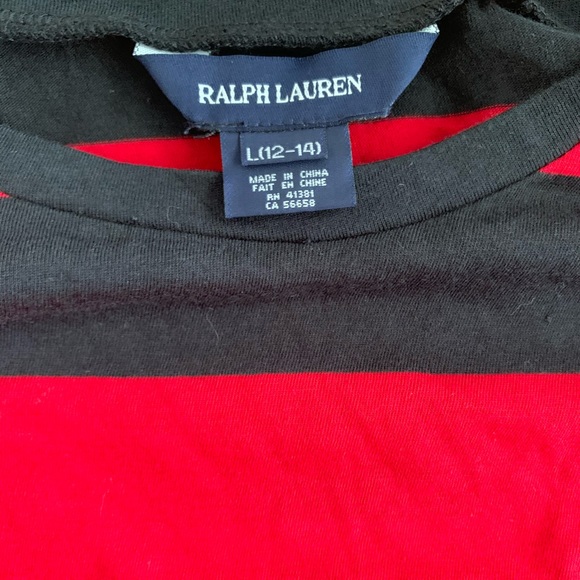 RALPH LAUREN
L(12-14)
MADE IN CHINA
FAIT EN CHINE
RN 41381
CA 56658